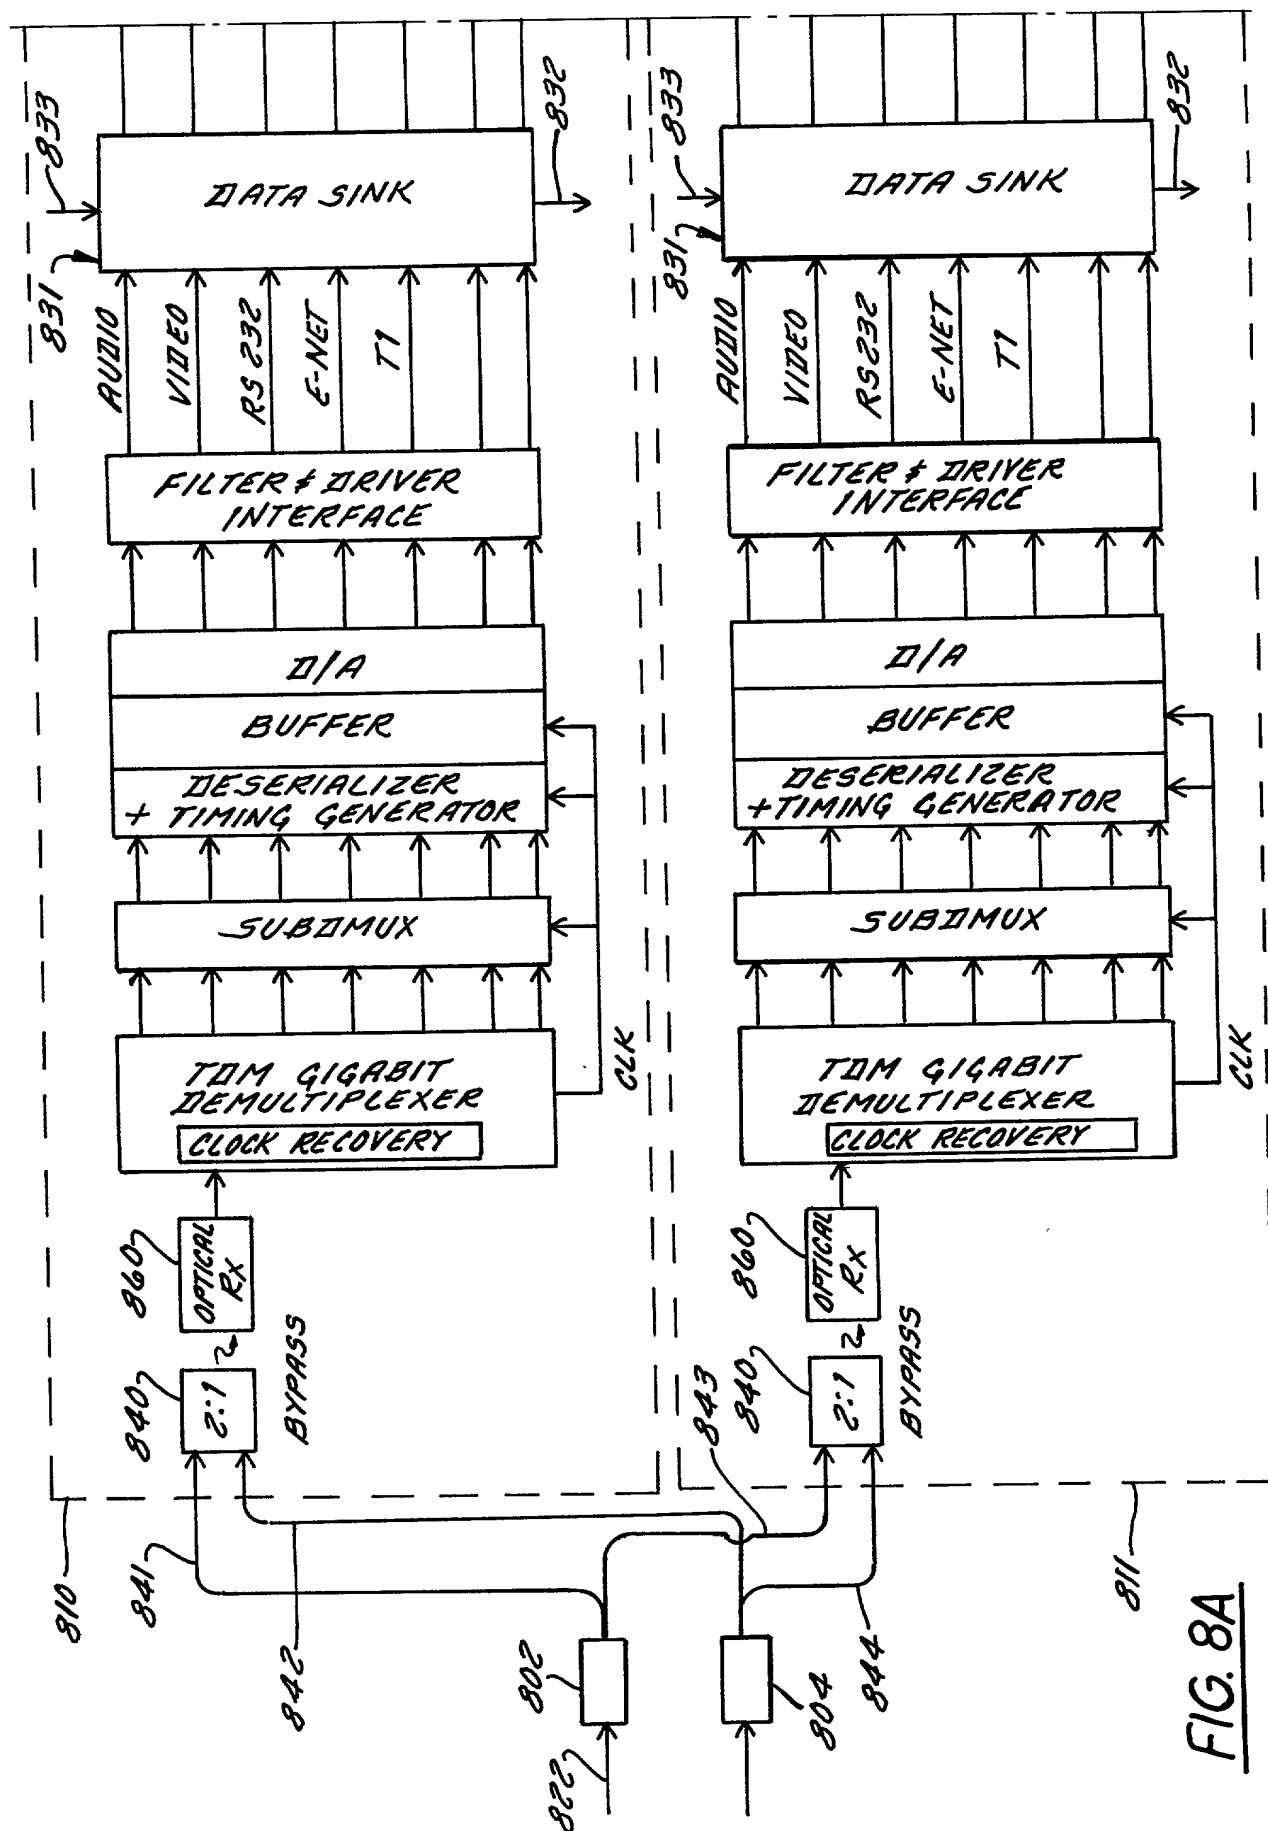 833
DATA SINK
832
831
AUDIO
VIDEO
RS232
E-NET
T1
FILTER & DRIVER
INTERFACE
D/A
BUFFER
DESERIALIZER
+ TIMING GENERATOR
SUBDMUX
TDM GIGABIT
DEMULTIPLEXER
CLOCK RECOVERY
CLK
860
OPTICAL
RX
840
2:1
BYPASS
810
841
842
833
DATA SINK
832
831
AUDIO
VIDEO
RS232
E-NET
T1
FILTER & DRIVER
INTERFACE
D/A
BUFFER
DESERIALIZER
+TIMING GENERATOR
SUBDMUX
TDM GIGABIT
DEMULTIPLEXER
CLOCK RECOVERY
CLK
860
OPTICAL
RX
843
840
2:1
BYPASS
811
802
804
844
822
FIG. 8A